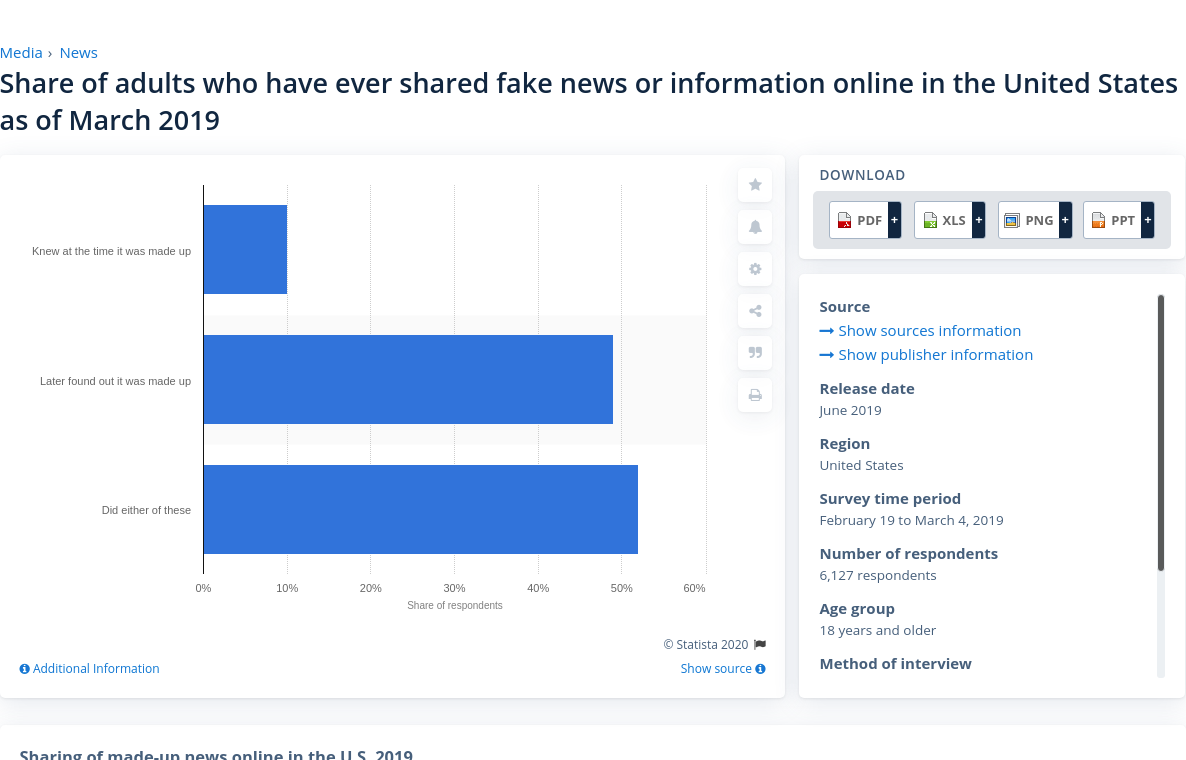 Media › News
Share of adults who have ever shared fake news or information online in the United States
as of March 2019
Knew at the time it was made up
Later found out it was made up
Did either of these
0% 10% 20% 30% 40% 50% 60%
Share of respondents
© Statista 2020
Additional Information
Show source
DOWNLOAD
PDF + XLS + PNG + PPT +
Source
Show sources information
Show publisher information
Release date
June 2019
Region
United States
Survey time period
February 19 to March 4, 2019
Number of respondents
6,127 respondents
Age group
18 years and older
Method of interview
Sharing of made-up news online in the U.S. 2019